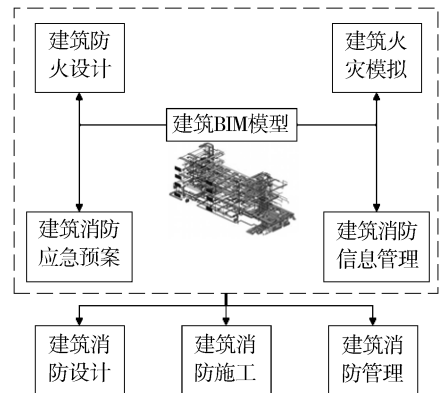 建筑防
火设计
建筑火
灾模拟
建筑BIM模型
建筑消防
应急预案
建筑消防
信息管理
建筑消
防设计
建筑消
防施工
建筑消
防管理